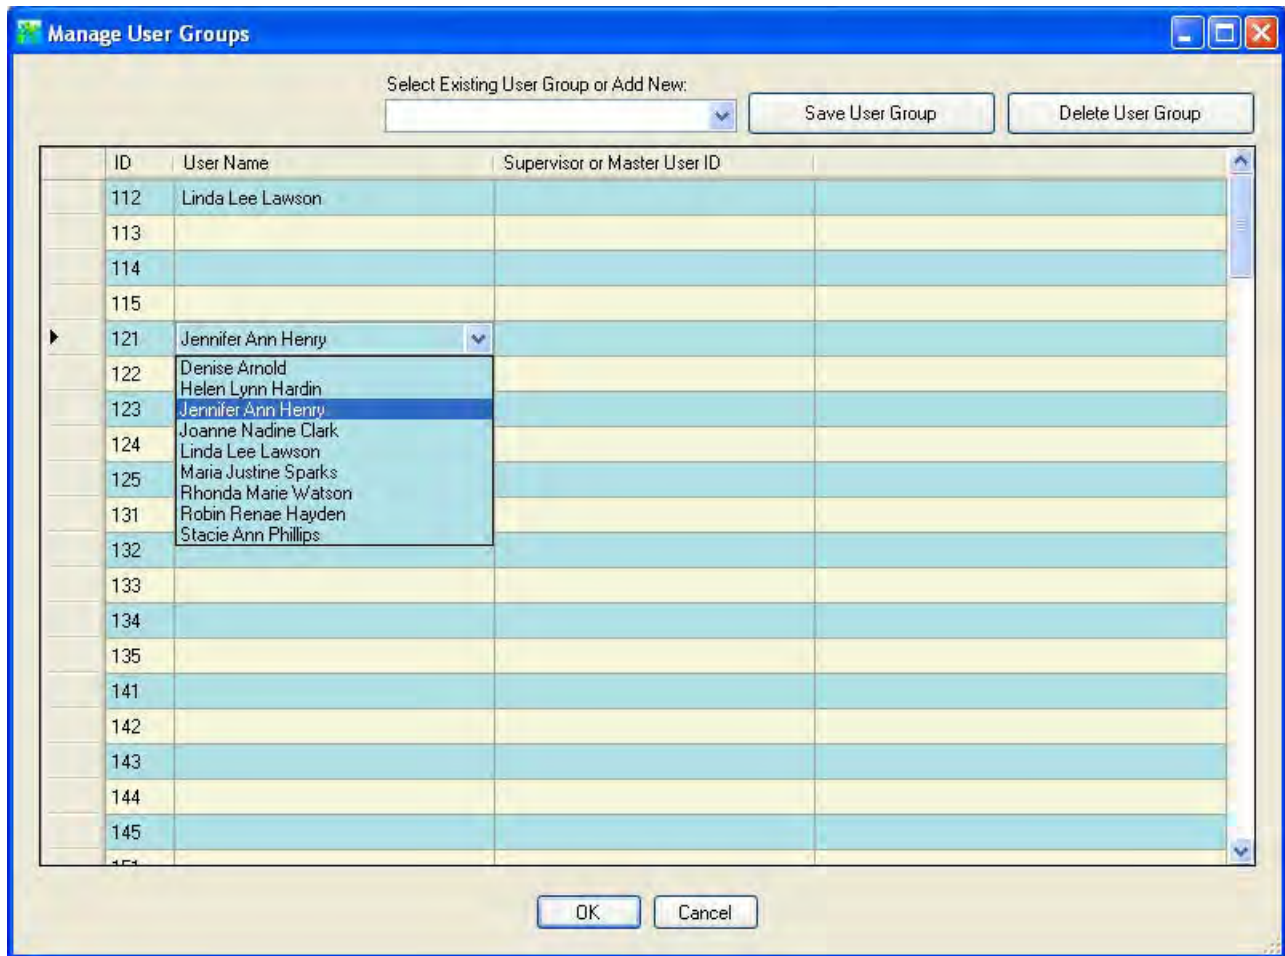 Manage User Groups
Select Existing User Group or Add New:
Save User Group
Delete User Group
ID User Name Supervisor or Master User ID
112 Linda Lee Lawson
113
114
115
121 Jennifer Ann Henry
122
Denise Arnold
Helen Lynn Hardin
123
Jennifer Ann Henry
Joanne Nadine Clark
124
Linda Lee Lawson
125
Maria Justine Sparks
Rhonda Marie Watson
131
Robin Renae Hayden
Stacie Ann Phillips
132
133
134
135
141
142
143
144
145
151
OK
Cancel